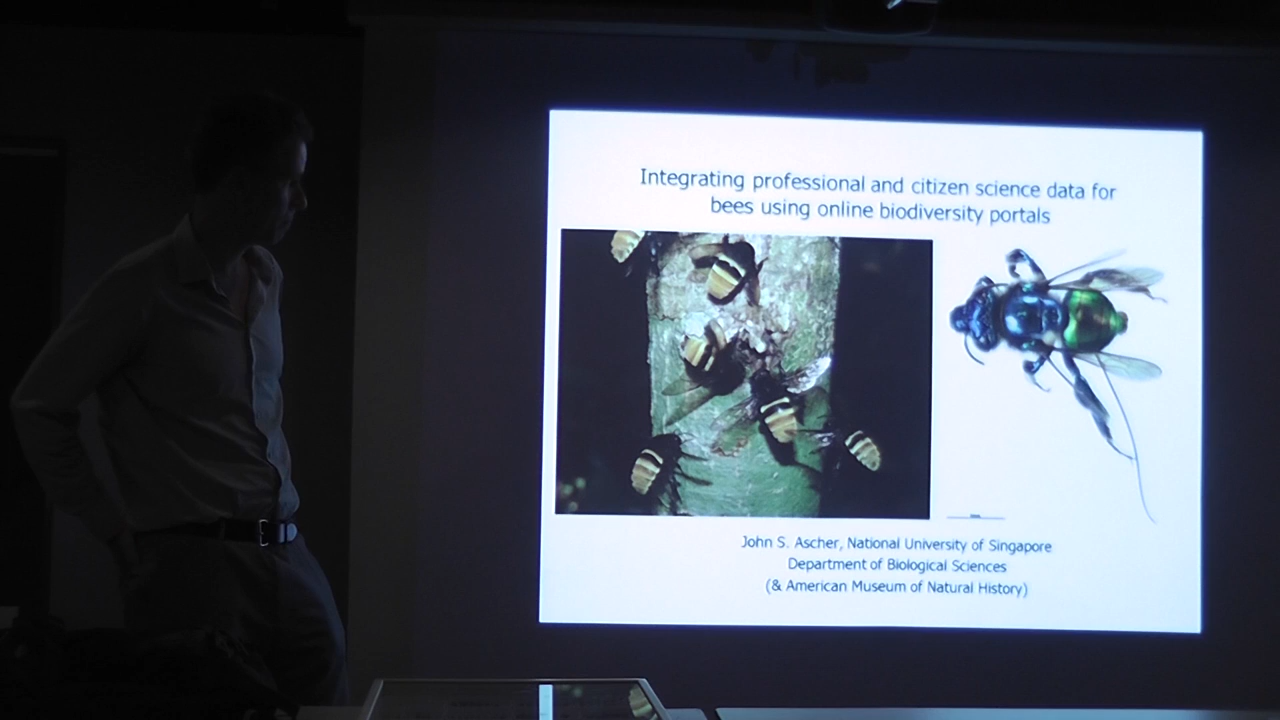 Integrating professional and citizen science data for
bees using online biodiversity portals
John S. Ascher, National University of Singapore
Department of Biological Sciences
(& American Museum of Natural History)